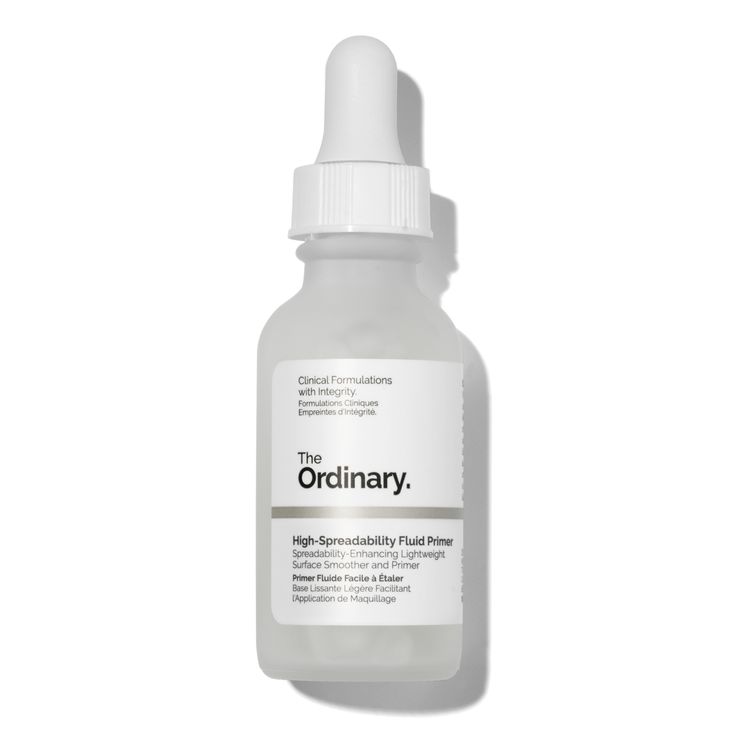 Clinical Formulations
with Integrity.
Formulations Cliniques
Empreintes d'Intégrité.
The
Ordinary.
High-Spreadability Fluid Primer
Spreadability-Enhancing Lightweight
Surface Smoother and Primer
Primer Fluide Facile à Étaler
Base Lissante Légère Facilitant
l'Application de Maquillage